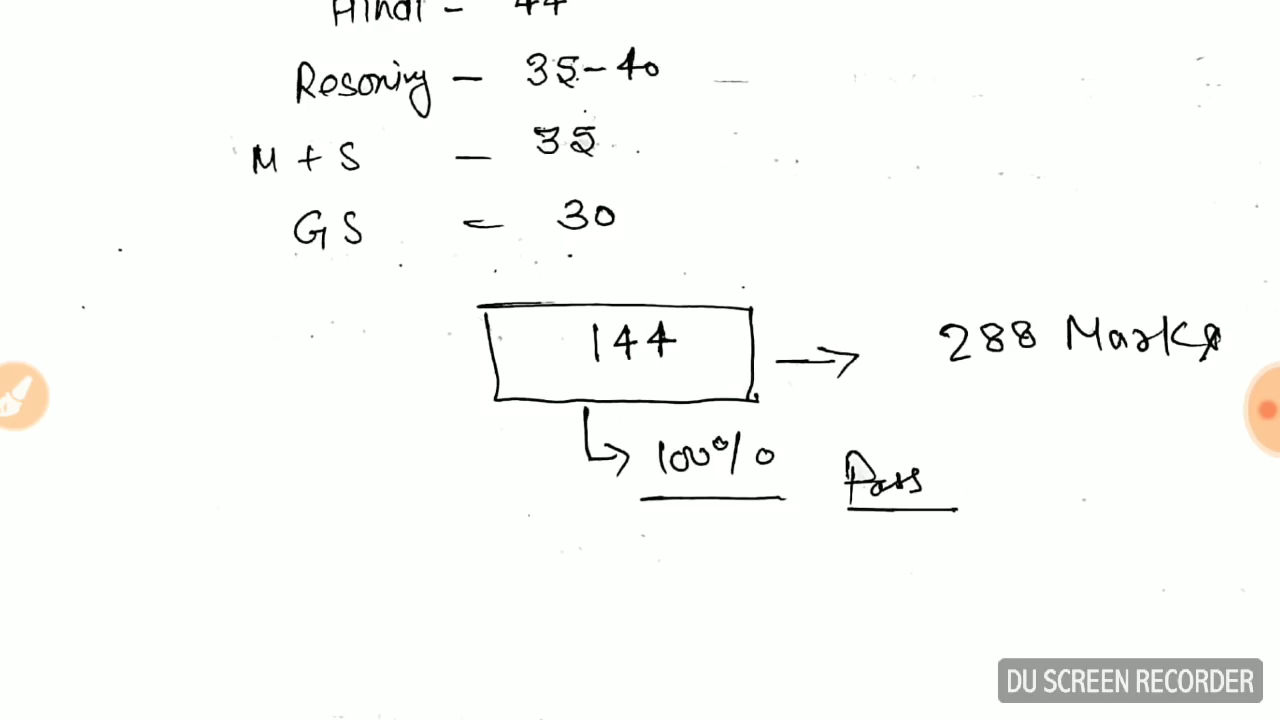 Hindi - 44
Resoning - 35-40
M + S - 35
GS = 30
144 → 288 Marks
100% Pass
DU SCREEN RECORDER